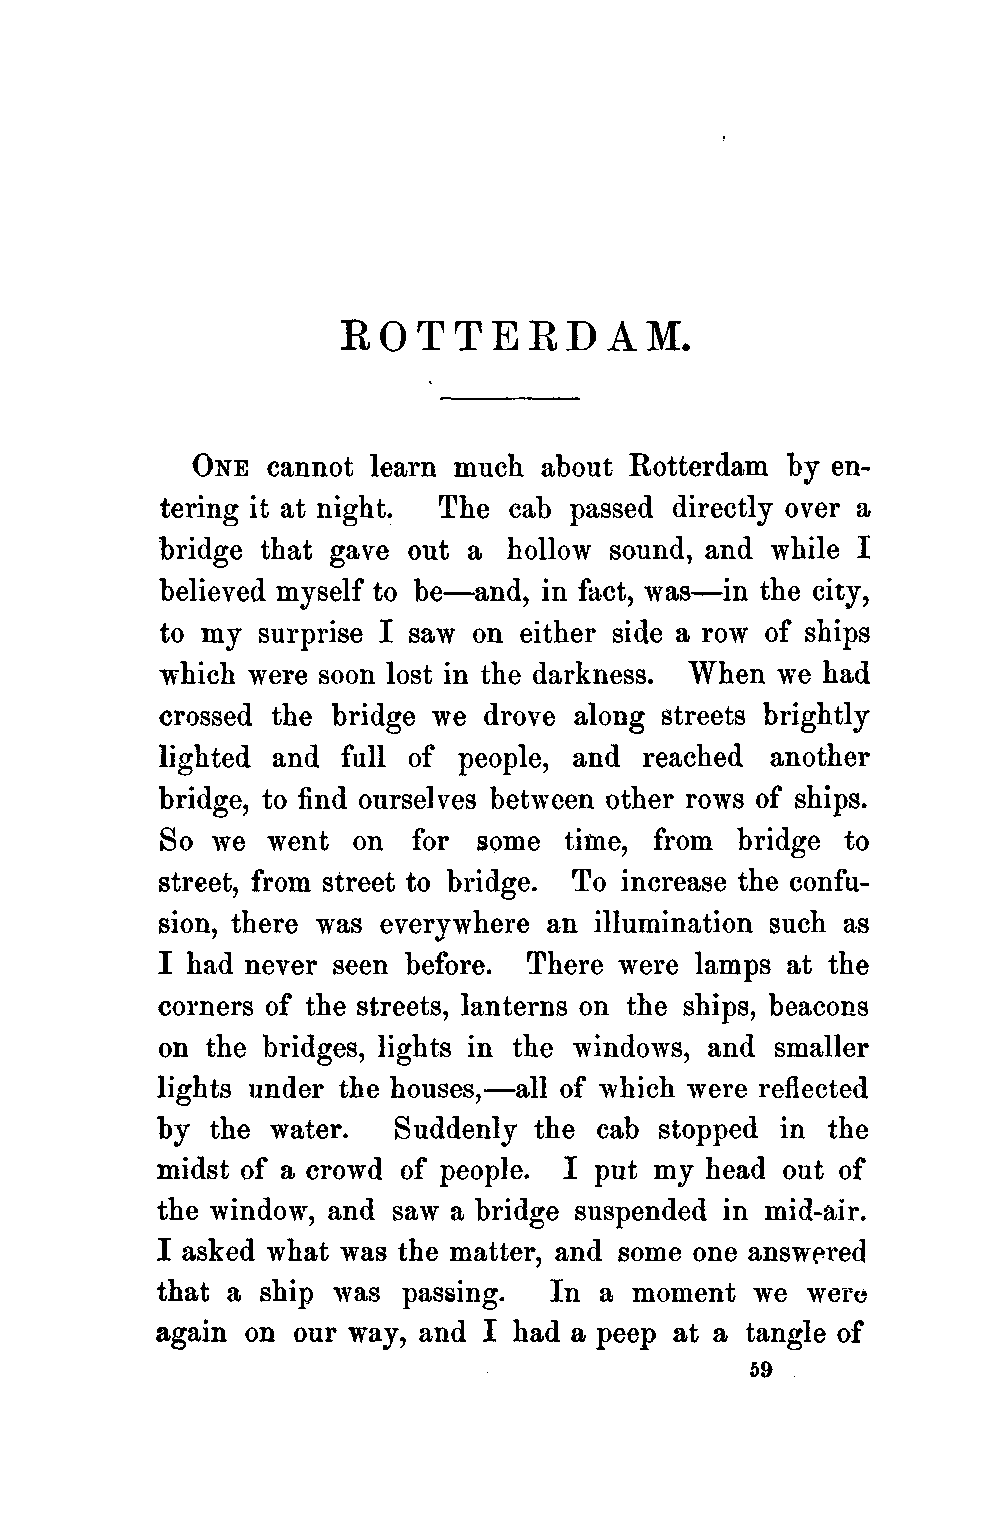 ROTTERDAM.
ONE cannot learn much about Rotterdam by en-
tering it at night. The cab passed directly over a
bridge that gave out a hollow sound, and while I
believed myself to be—and, in fact, was—in the city,
to my surprise I saw on either side a row of ships
which were soon lost in the darkness. When we had
crossed the bridge we drove along streets brightly
lighted and full of people, and reached another
bridge, to find ourselves between other rows of ships.
So we went on for some time, from bridge to
street, from street to bridge. To increase the confu-
sion, there was everywhere an illumination such as
I had never seen before. There were lamps at the
corners of the streets, lanterns on the ships, beacons
on the bridges, lights in the windows, and smaller
lights under the houses,—all of which were reflected
by the water. Suddenly the cab stopped in the
midst of a crowd of people. I put my head out of
the window, and saw a bridge suspended in mid-air.
I asked what was the matter, and some one answered
that a ship was passing. In a moment we were
again on our way, and I had a peep at a tangle of
59